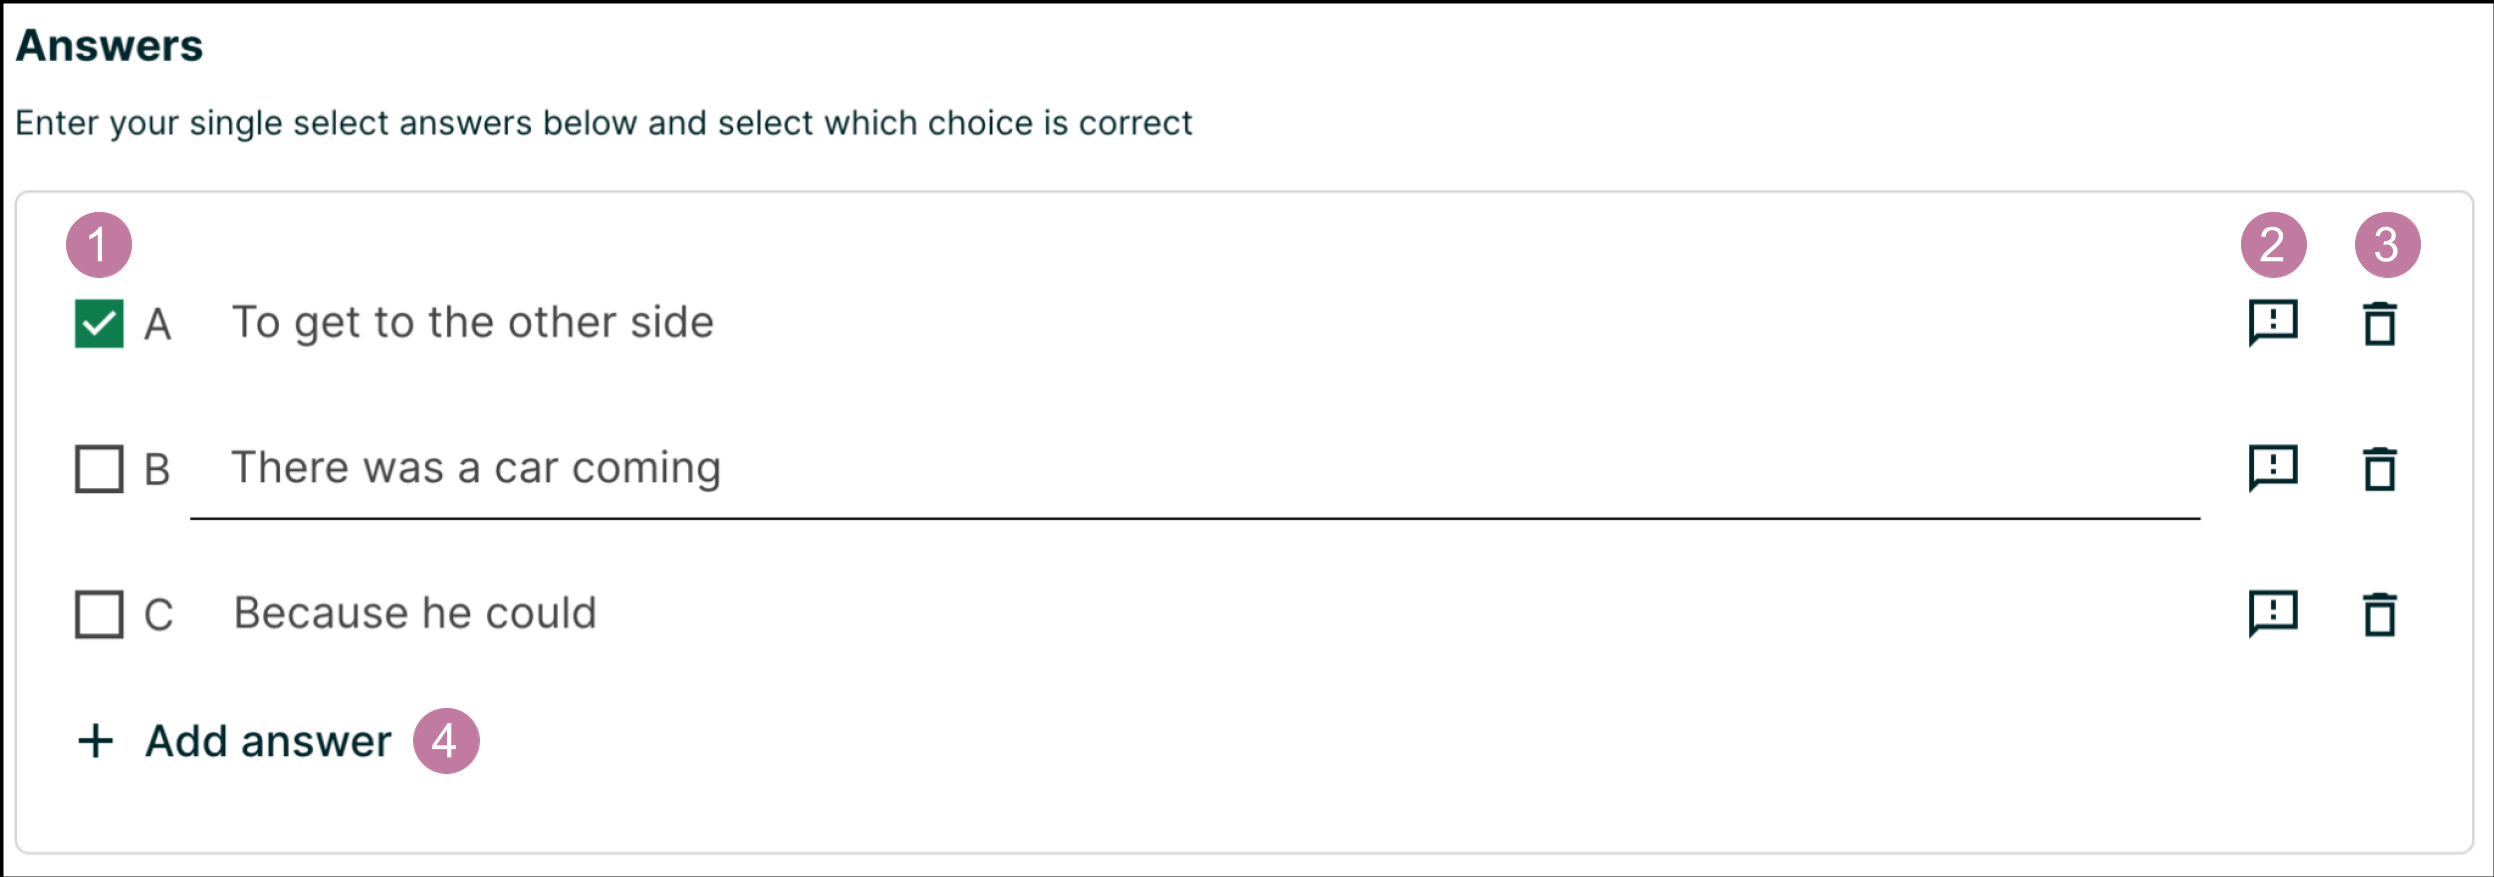 Answers
Enter your single select answers below and select which choice is correct
1 2 3
A To get to the other side
B There was a car coming
C Because he could
+ Add answer 4